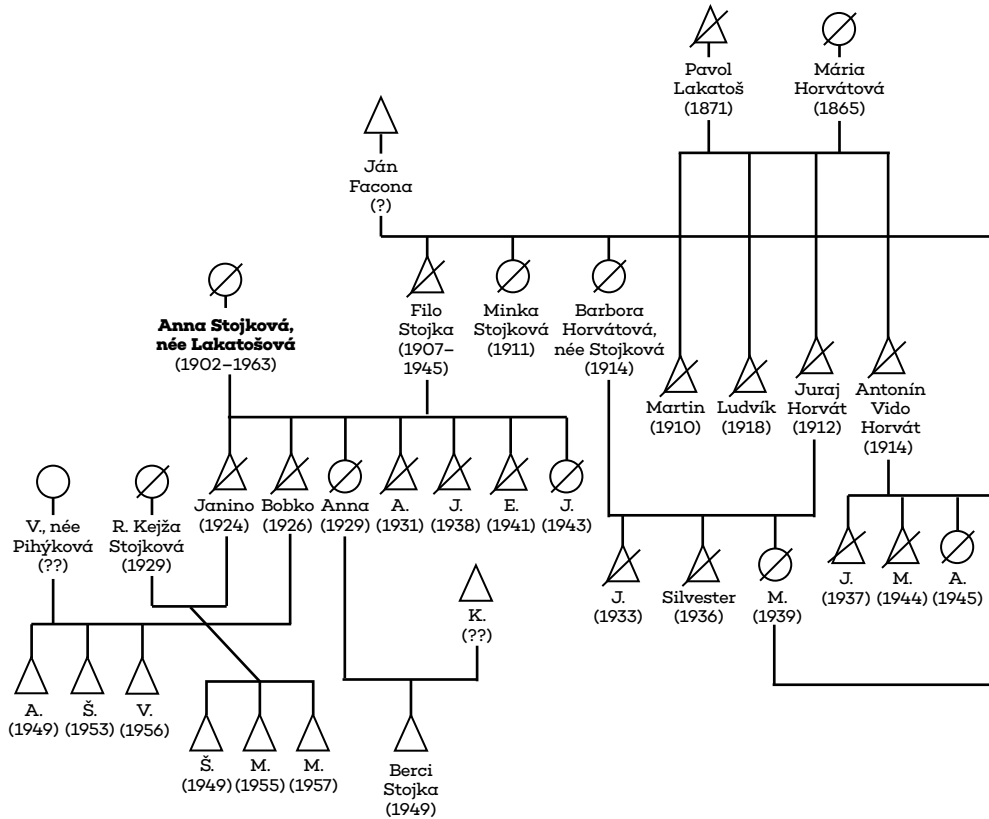 Pavol
Lakatoš
(1871)
Mária
Horvátová
(1865)
Ján
Facona
(?)
Anna Stojková,
née Lakatošová
(1902–1963)
Filo
Stojka
(1907–
1945)
Minka
Stojková
(1911)
Barbora
Horvátová,
née Stojková
(1914)
Martin
(1910)
Ludvík
(1918)
Juraj
Horvát
(1912)
Antonín
Vido
Horvát
(1914)
V., née
Pihýková
(??)
R. Kejža
Stojková
(1929)
Janino
(1924)
Bobko
(1926)
Anna
(1929)
A.
(1931)
J.
(1938)
E.
(1941)
J.
(1943)
K.
(??)
J.
(1933)
Silvester
(1936)
M.
(1939)
J.
(1937)
M.
(1944)
A.
(1945)
A.
(1949)
Š.
(1953)
V.
(1956)
Š.
(1949)
M.
(1955)
M.
(1957)
Berci
Stojka
(1949)